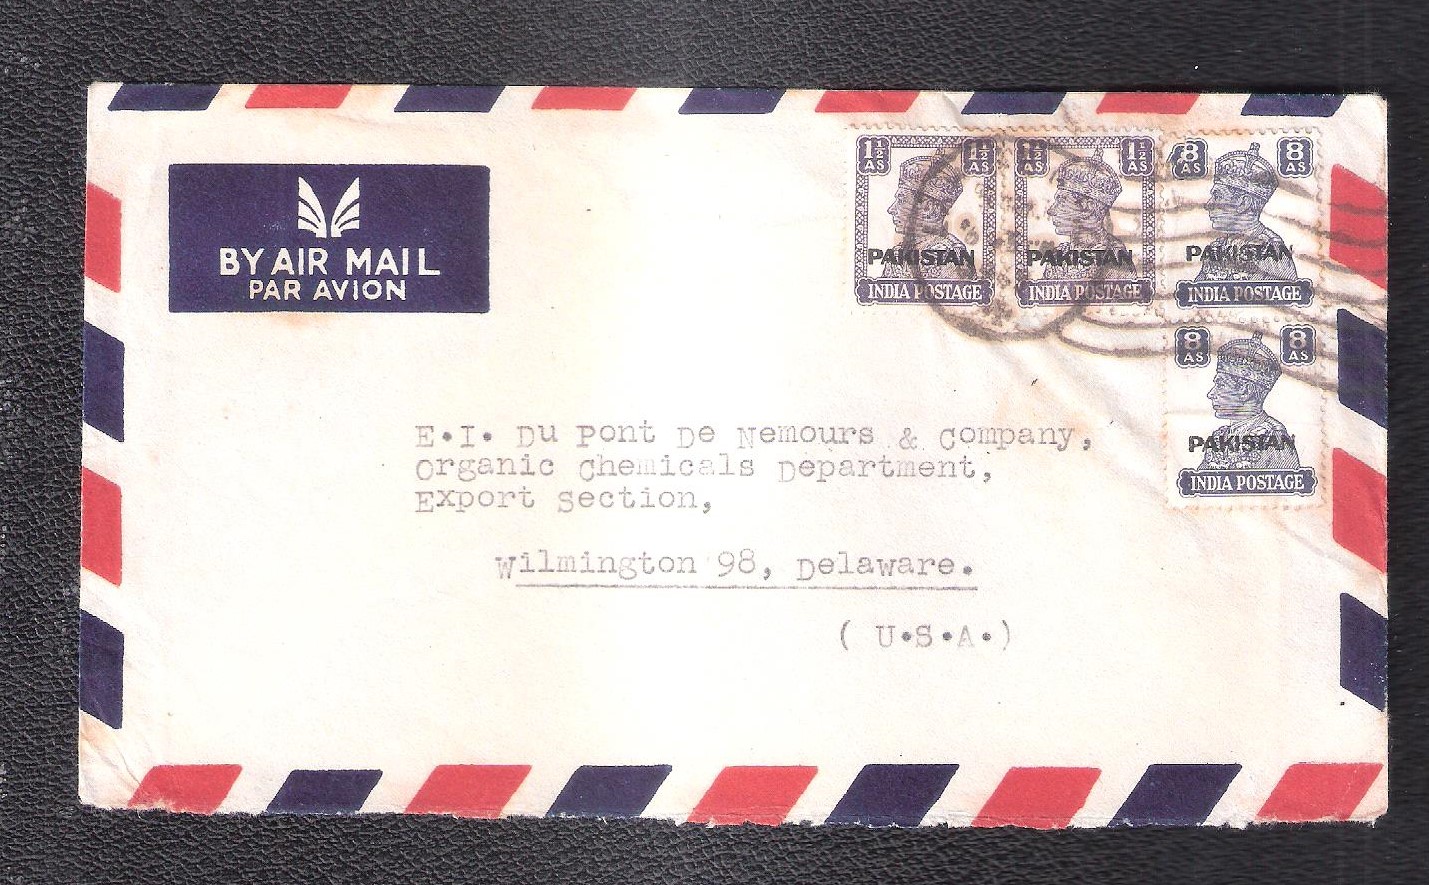 BY AIR MAIL
PAR AVION
1½ AS 1½ AS
PAKISTAN
INDIA POSTAGE
1½ AS 1½ AS
PAKISTAN
INDIA POSTAGE
8 AS 8 AS
PAKISTAN
INDIA POSTAGE
8 AS 8 AS
PAKISTAN
INDIA POSTAGE
E.I. Du Pont De Nemours & Company,
Organic Chemicals Department,
Export Section,
Wilmington 98, Delaware.
( U.S.A.)